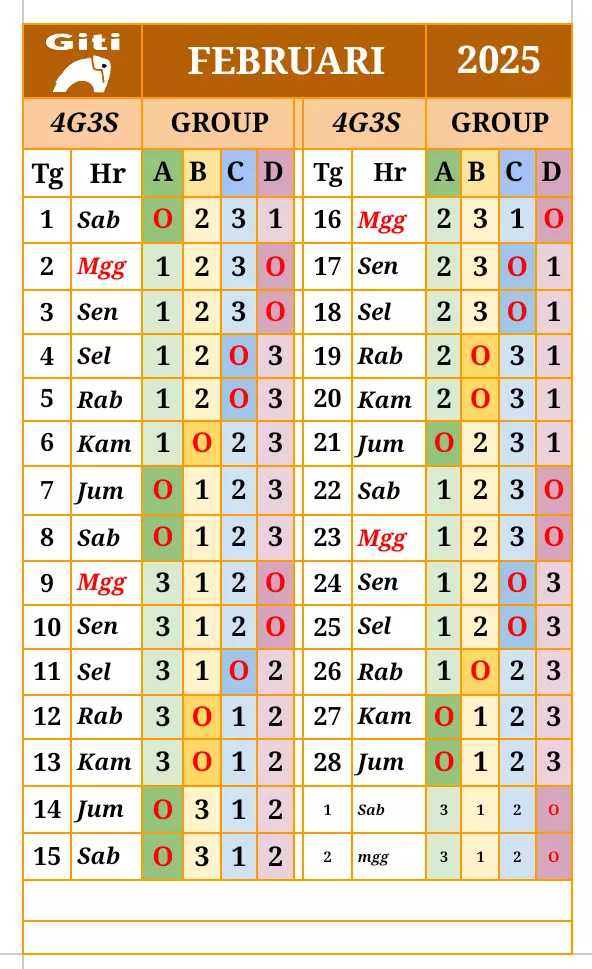 Giti FEBRUARI 2025
4G3S GROUP 4G3S GROUP
Tg Hr A B C D Tg Hr A B C D
1 Sab O 2 3 1 16 Mgg 2 3 1 O
2 Mgg 1 2 3 O 17 Sen 2 3 O 1
3 Sen 1 2 3 O 18 Sel 2 3 O 1
4 Sel 1 2 O 3 19 Rab 2 O 3 1
5 Rab 1 2 O 3 20 Kam 2 O 3 1
6 Kam 1 O 2 3 21 Jum O 2 3 1
7 Jum O 1 2 3 22 Sab 1 2 3 O
8 Sab O 1 2 3 23 Mgg 1 2 3 O
9 Mgg 3 1 2 O 24 Sen 1 2 O 3
10 Sen 3 1 2 O 25 Sel 1 2 O 3
11 Sel 3 1 O 2 26 Rab 1 O 2 3
12 Rab 3 O 1 2 27 Kam O 1 2 3
13 Kam 3 O 1 2 28 Jum O 1 2 3
14 Jum O 3 1 2 1 Sab 3 1 2 O
15 Sab O 3 1 2 2 mgg 3 1 2 O